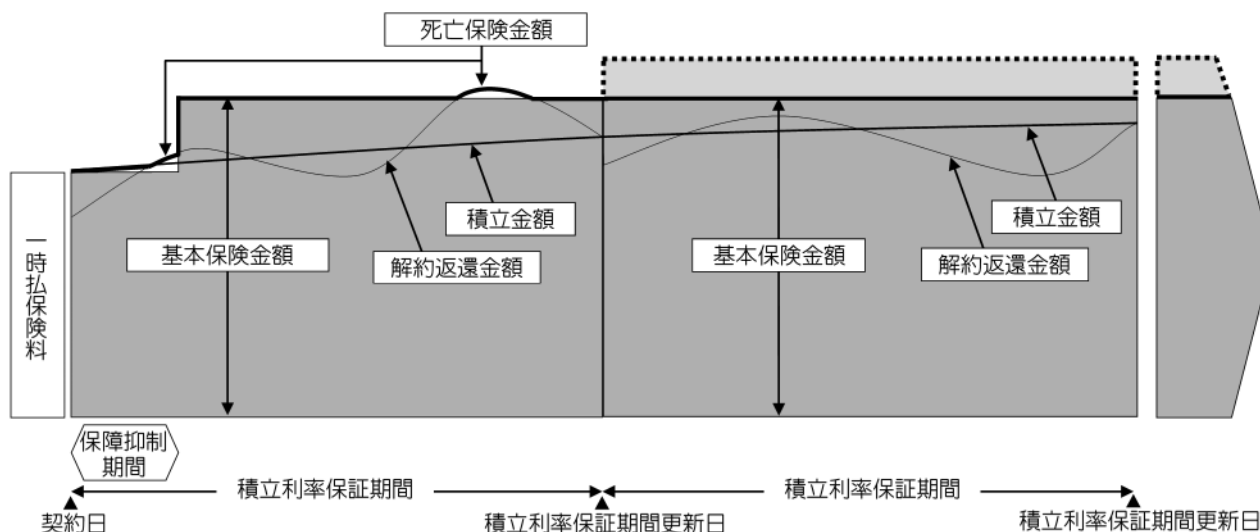 死亡保険金額
一時払保険料
基本保険金額
積立金額
解約返還金額
基本保険金額
積立金額
解約返還金額
保障抑制
期間
積立利率保証期間
積立利率保証期間
契約日
積立利率保証期間更新日
積立利率保証期間更新日